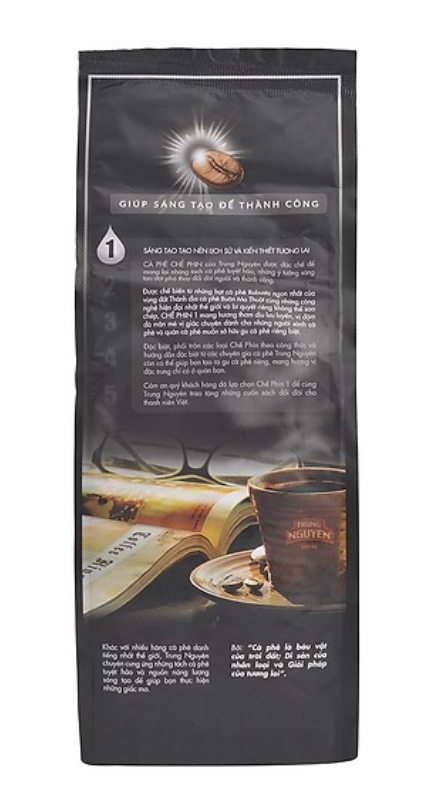 GIÚP SÁNG TẠO ĐỂ THÀNH CÔNG
1
SÁNG TẠO TẠO NÊN LỊCH SỬ VÀ KIẾN THIẾT TƯƠNG LAI
CÀ PHÊ CHẾ PHIN của Trung Nguyên được đặc chế để
mang lại những tách cà phê tuyệt hảo, những ý tưởng sáng
tạo đột phá thay đổi đời người và thành công.
Được chế biến từ những hạt cà phê Robusta ngon nhất của
vùng đất Thánh địa cà phê Buôn Ma Thuột cùng những công
nghệ hiện đại nhất thế giới và bí quyết riêng không thể sao
chép, CHẾ PHIN 1 mang hương thơm dịu lưu luyến, vị đậm
đà mãn mê vị giác chuyên dành cho những người sành cà
phê và quán cà phê muốn sở hữu gu cà phê riêng biệt.
Đặc biệt, phối trộn các loại Chế Phin theo công thức và
hướng dẫn đặc biệt từ các chuyên gia cà phê Trung Nguyên
còn có thể giúp bạn tạo ra gu cà phê riêng, mang hương vị
đặc trưng chỉ có ở quán bạn.
Cảm ơn quý khách hàng đã lựa chọn Chế Phin 1 để cùng
Trung Nguyên trao tặng những cuốn sách đổi đời cho
thanh niên Việt.
TRUNG
NGUYÊN
COFFEE
Khác với nhiều hãng cà phê danh
tiếng nhất thế giới, Trung Nguyên
chuyên cung ứng những tách cà phê
tuyệt hảo và nguồn năng lượng
sáng tạo để giúp bạn thực hiện
những giấc mơ.
Bởi: "Cà phê là báu vật
của trời đất; Di sản của
nhân loại và Giải pháp
của tương lai".